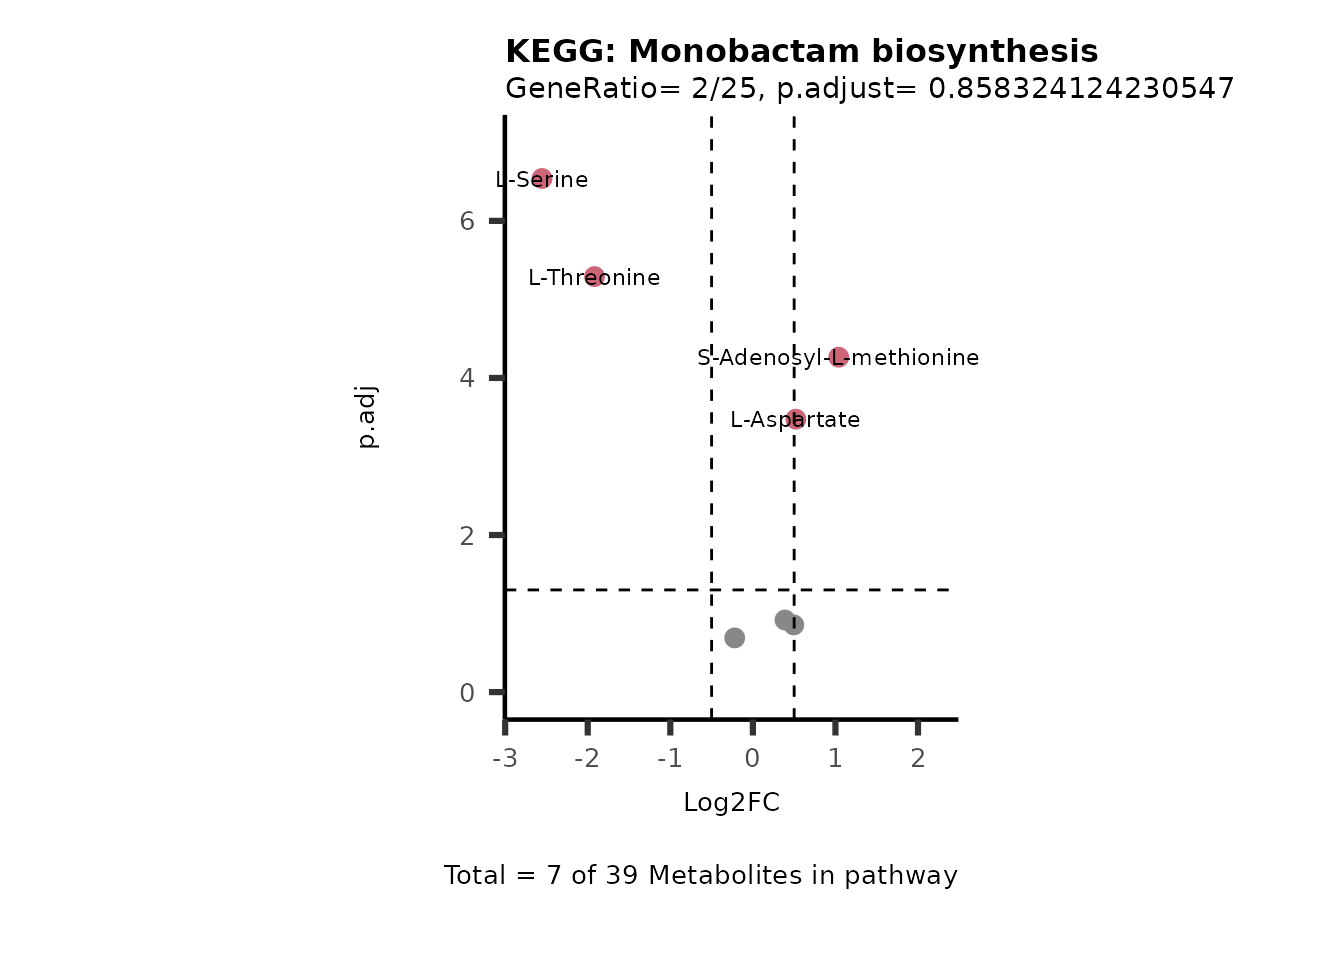 KEGG: Monobactam biosynthesis
GeneRatio= 2/25, p.adjust= 0.858324124230547
L-Serine
6
L-Threonine
S-Adenosyl-L-methionine
4
p.adj
L-Aspartate
2
0
-3 -2 -1 0 1 2
Log2FC
Total = 7 of 39 Metabolites in pathway